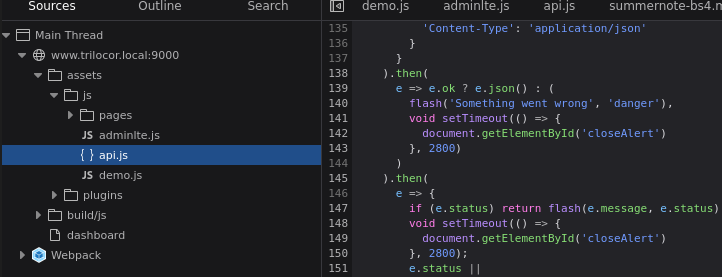 Sources Outline Search
Main Thread
www.trilocor.local:9000
assets
js
pages
JS adminlte.js
{ } api.js
JS demo.js
plugins
build/js
dashboard
Webpack
demo.js adminlte.js api.js summernote-bs4.m
135 'Content-Type': 'application/json'
136 }
137 }
138 ).then(
139 e => e.ok ? e.json() : (
140 flash('Something went wrong', 'danger'),
141 void setTimeout(() => {
142 document.getElementById('closeAlert')
143 }, 2800)
144 )
145 ).then(
146 e => {
147 if (e.status) return flash(e.message, e.status)
148 void setTimeout(() => {
149 document.getElementById('closeAlert')
150 }, 2800);
151 e.status ||